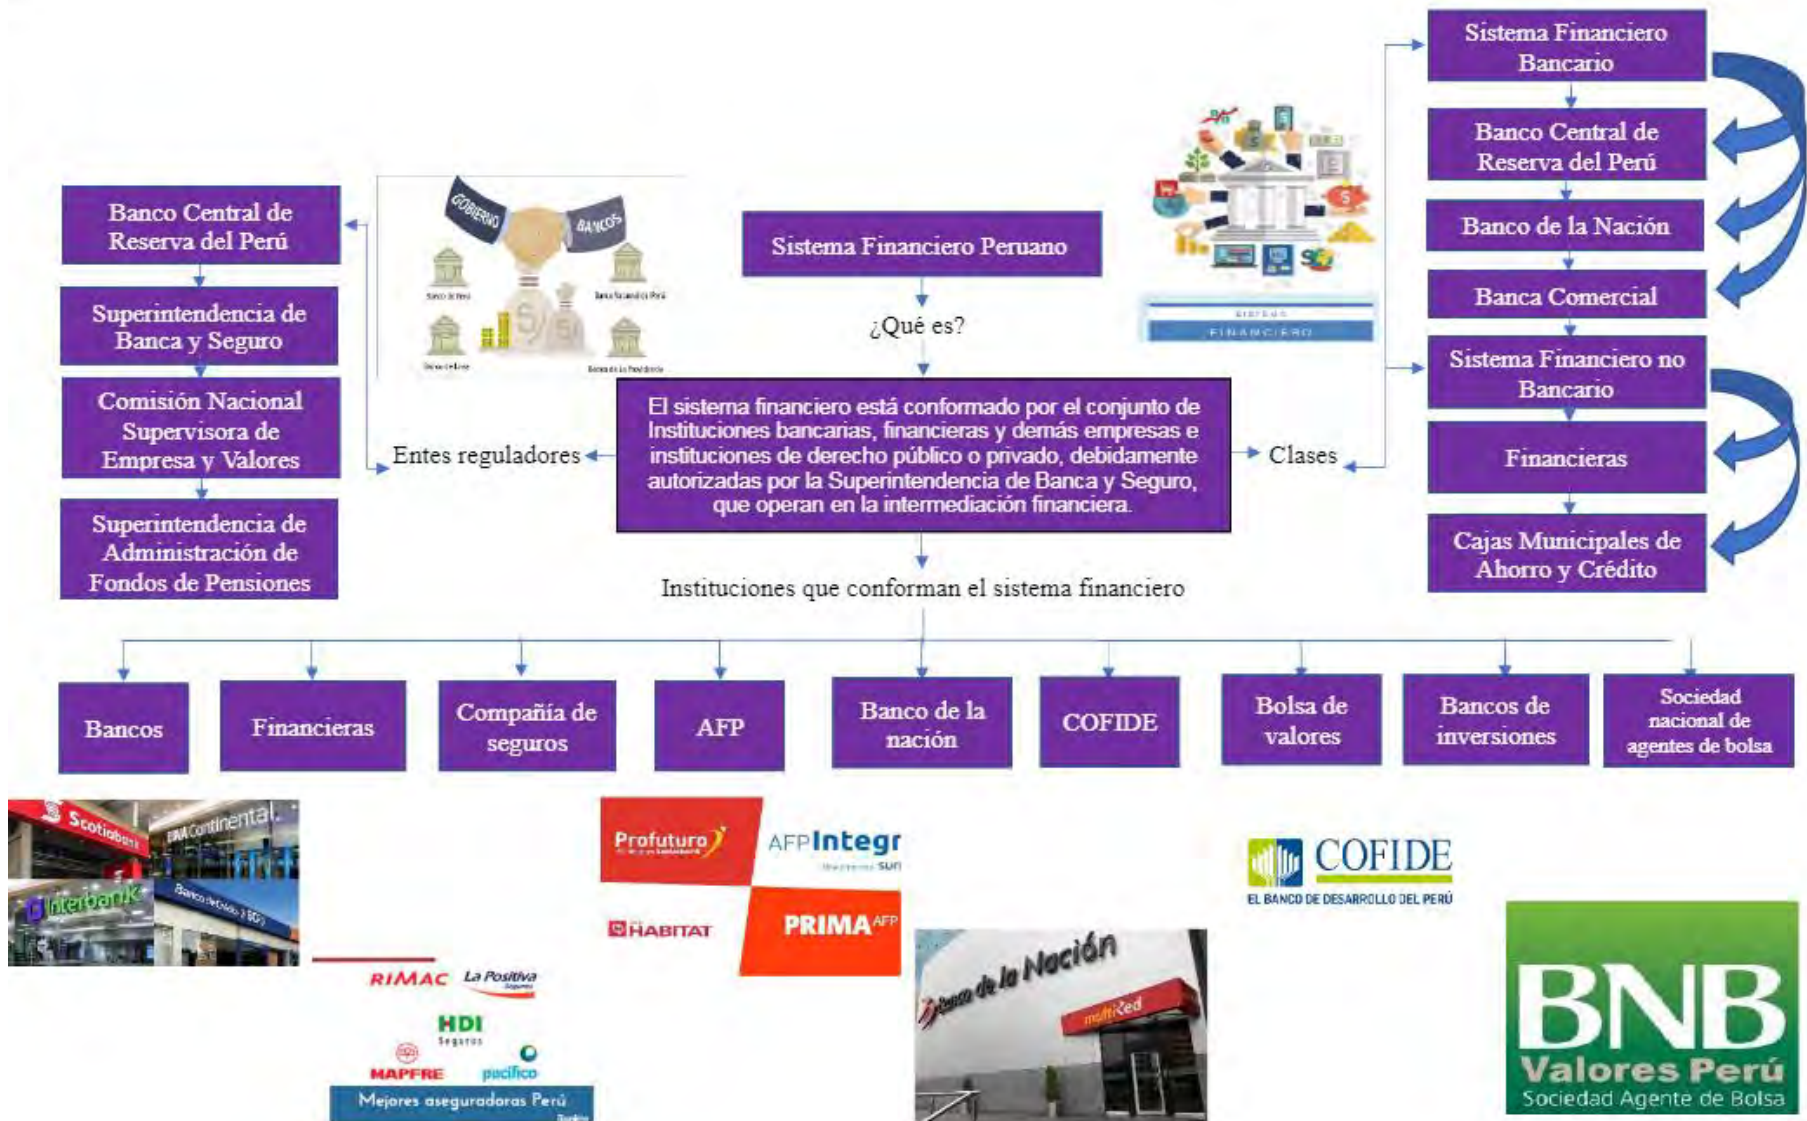 Sistema Financiero Peruano
¿Qué es?
El sistema financiero está conformado por el conjunto de
Instituciones bancarias, financieras y demás empresas e
instituciones de derecho público o privado, debidamente
autorizadas por la Superintendencia de Banca y Seguro,
que operan en la intermediación financiera.
Entes reguladores
Banco Central de
Reserva del Perú
Superintendencia de
Banca y Seguro
Comisión Nacional
Supervisora de
Empresa y Valores
Superintendencia de
Administración de
Fondos de Pensiones
GOBIERNO
BANCOS
Clases
SISTEMA
FINANCIERO
Sistema Financiero
Bancario
Banco Central de
Reserva del Perú
Banco de la Nación
Banca Comercial
Sistema Financiero no
Bancario
Financieras
Cajas Municipales de
Ahorro y Crédito
Instituciones que conforman el sistema financiero
Bancos
Financieras
Compañía de
seguros
AFP
Banco de la
nación
COFIDE
Bolsa de
valores
Bancos de
inversiones
Sociedad
nacional de
agentes de bolsa
Scotiabank
Continental
Interbank
RIMAC
La Positiva
Seguros
HDI
Seguros
MAPFRE
pacífico
Mejores aseguradoras Perú
Profuturo
AFP Integr
HABITAT
PRIMA AFP
Banco de la Nación
multired
COFIDE
EL BANCO DE DESARROLLO DEL PERÚ
BNB
Valores Perú
Sociedad Agente de Bolsa